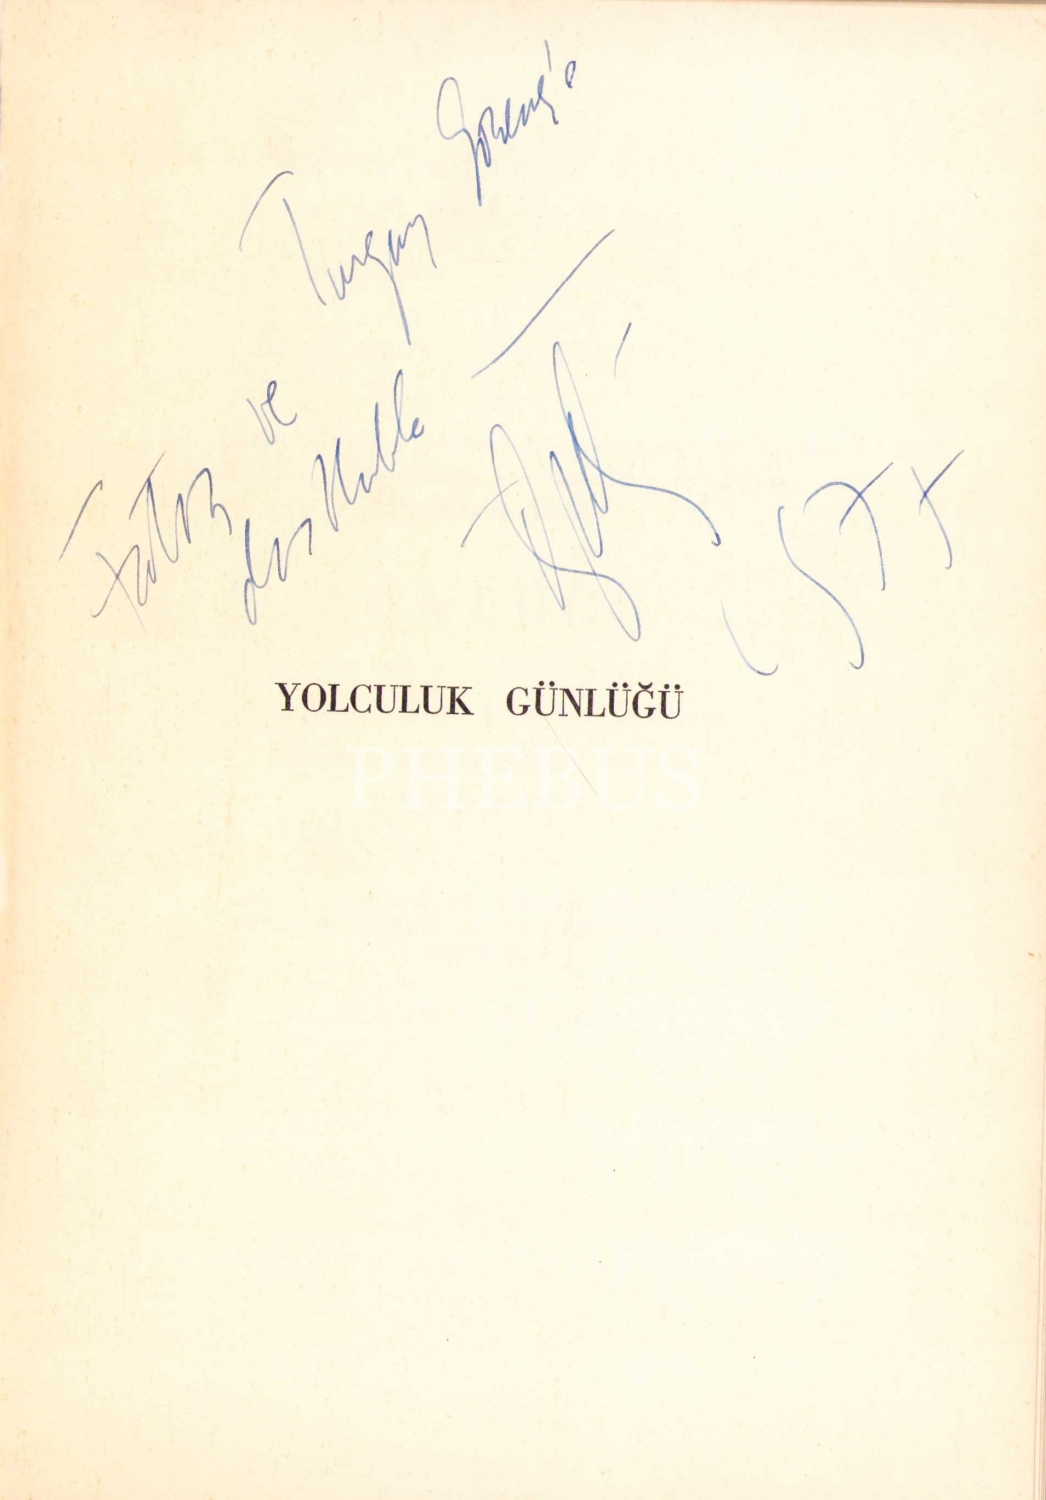 Turgay Gönenç'e
ve
dostlukla
YOLCULUK GÜNLÜĞÜ
PHEBUS